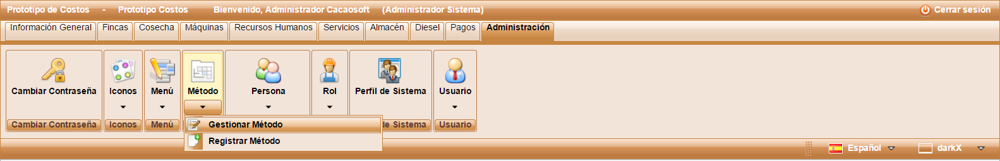 Prototipo de Costos - Prototipo Costos Bienvenido, Administrador Cacaosoft (Administrador Sistema) Cerrar sesión
Información General Fincas Cosecha Máquinas Recursos Humanos Servicios Almacén Diesel Pagos Administración
Cambiar Contraseña Iconos Menú Método Persona Rol Perfil de Sistema Usuario
Cambiar Contraseña Iconos Menú de Sistema Usuario
Gestionar Método
Registrar Método
Español darkX